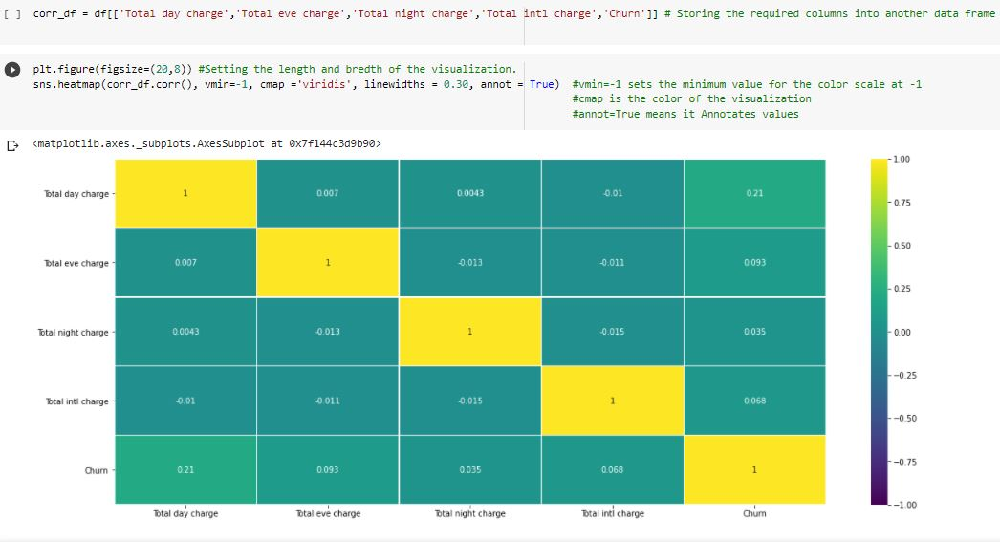 [ ] corr_df = df[['Total day charge','Total eve charge','Total night charge','Total intl charge','Churn']] # Storing the required columns into another data frame
plt.figure(figsize=(20,8)) #Setting the length and bredth of the visualization.
sns.heatmap(corr_df.corr(), vmin=-1, cmap ='viridis', linewidths = 0.30, annot = True) #vmin=-1 sets the minimum value for the color scale at -1
#cmap is the color of the visualization
#annot=True means it Annotates values
<matplotlib.axes._subplots.AxesSubplot at 0x7f144c3d9b90>
Total day charge 1 0.007 0.0043 -0.01 0.21
Total eve charge 0.007 1 -0.013 -0.011 0.093
Total night charge 0.0043 -0.013 1 -0.015 0.035
Total intl charge -0.01 -0.011 -0.015 1 0.068
Churn 0.21 0.093 0.035 0.068 1
Total day charge Total eve charge Total night charge Total intl charge Churn
1.00
0.75
0.50
0.25
0.00
-0.25
-0.50
-0.75
-1.00